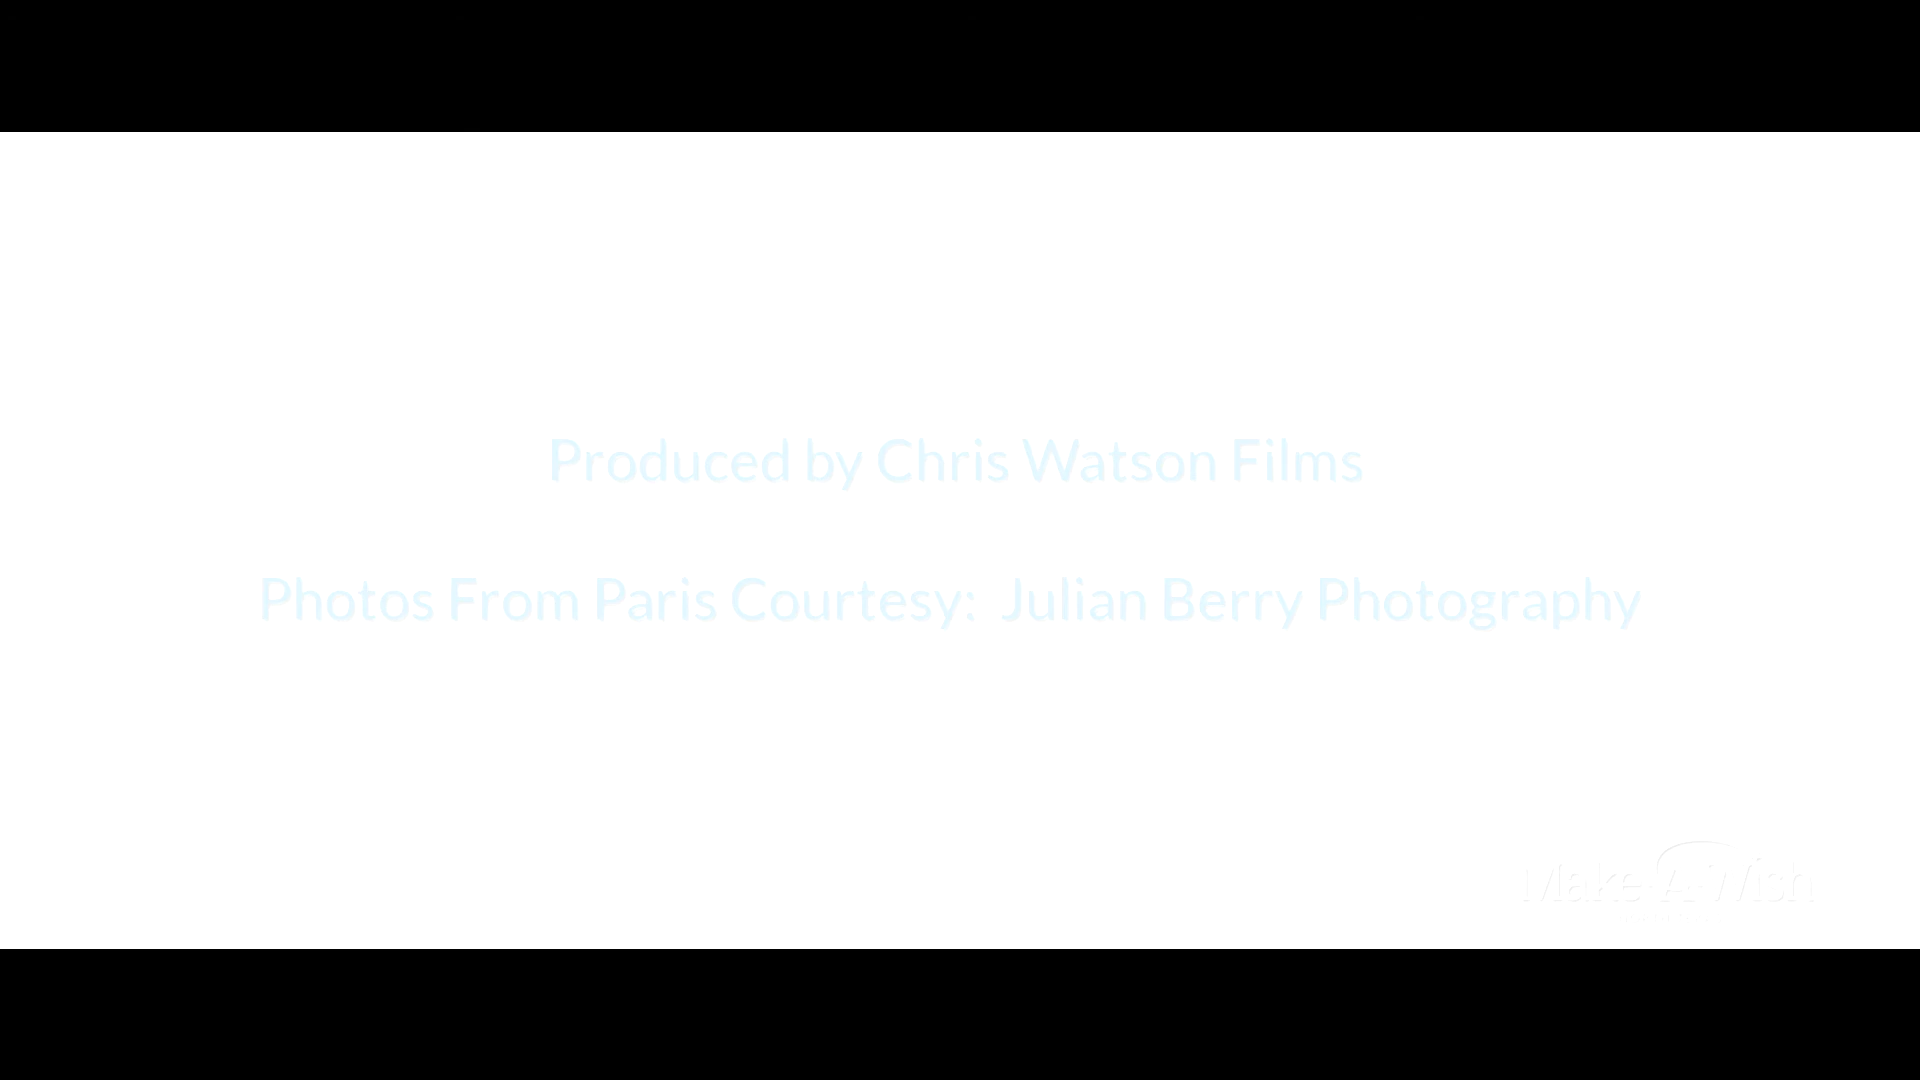 Produced by Chris Watson Films
Photos From Paris Courtesy:  Julian Berry Photography
Make-A-Wish